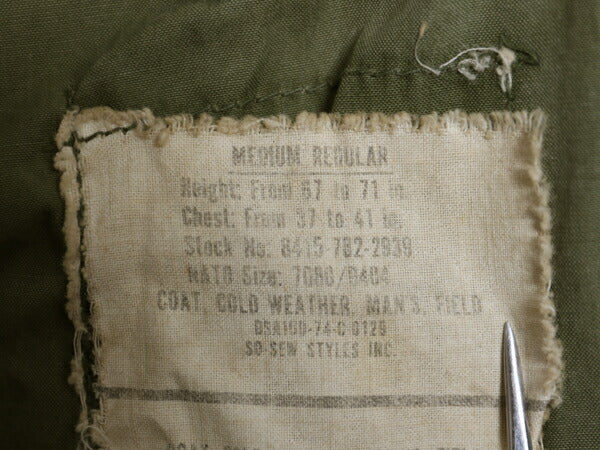 MEDIUM REGULAR
Height: From 67 to 71 in.
Chest: From 37 to 41 in.
Stock No: 8415-782-2939
NATO Size: 7080/9404
COAT, COLD WEATHER, MAN'S, FIELD
DSA100-74-C 0129
SO-SEW STYLES INC.